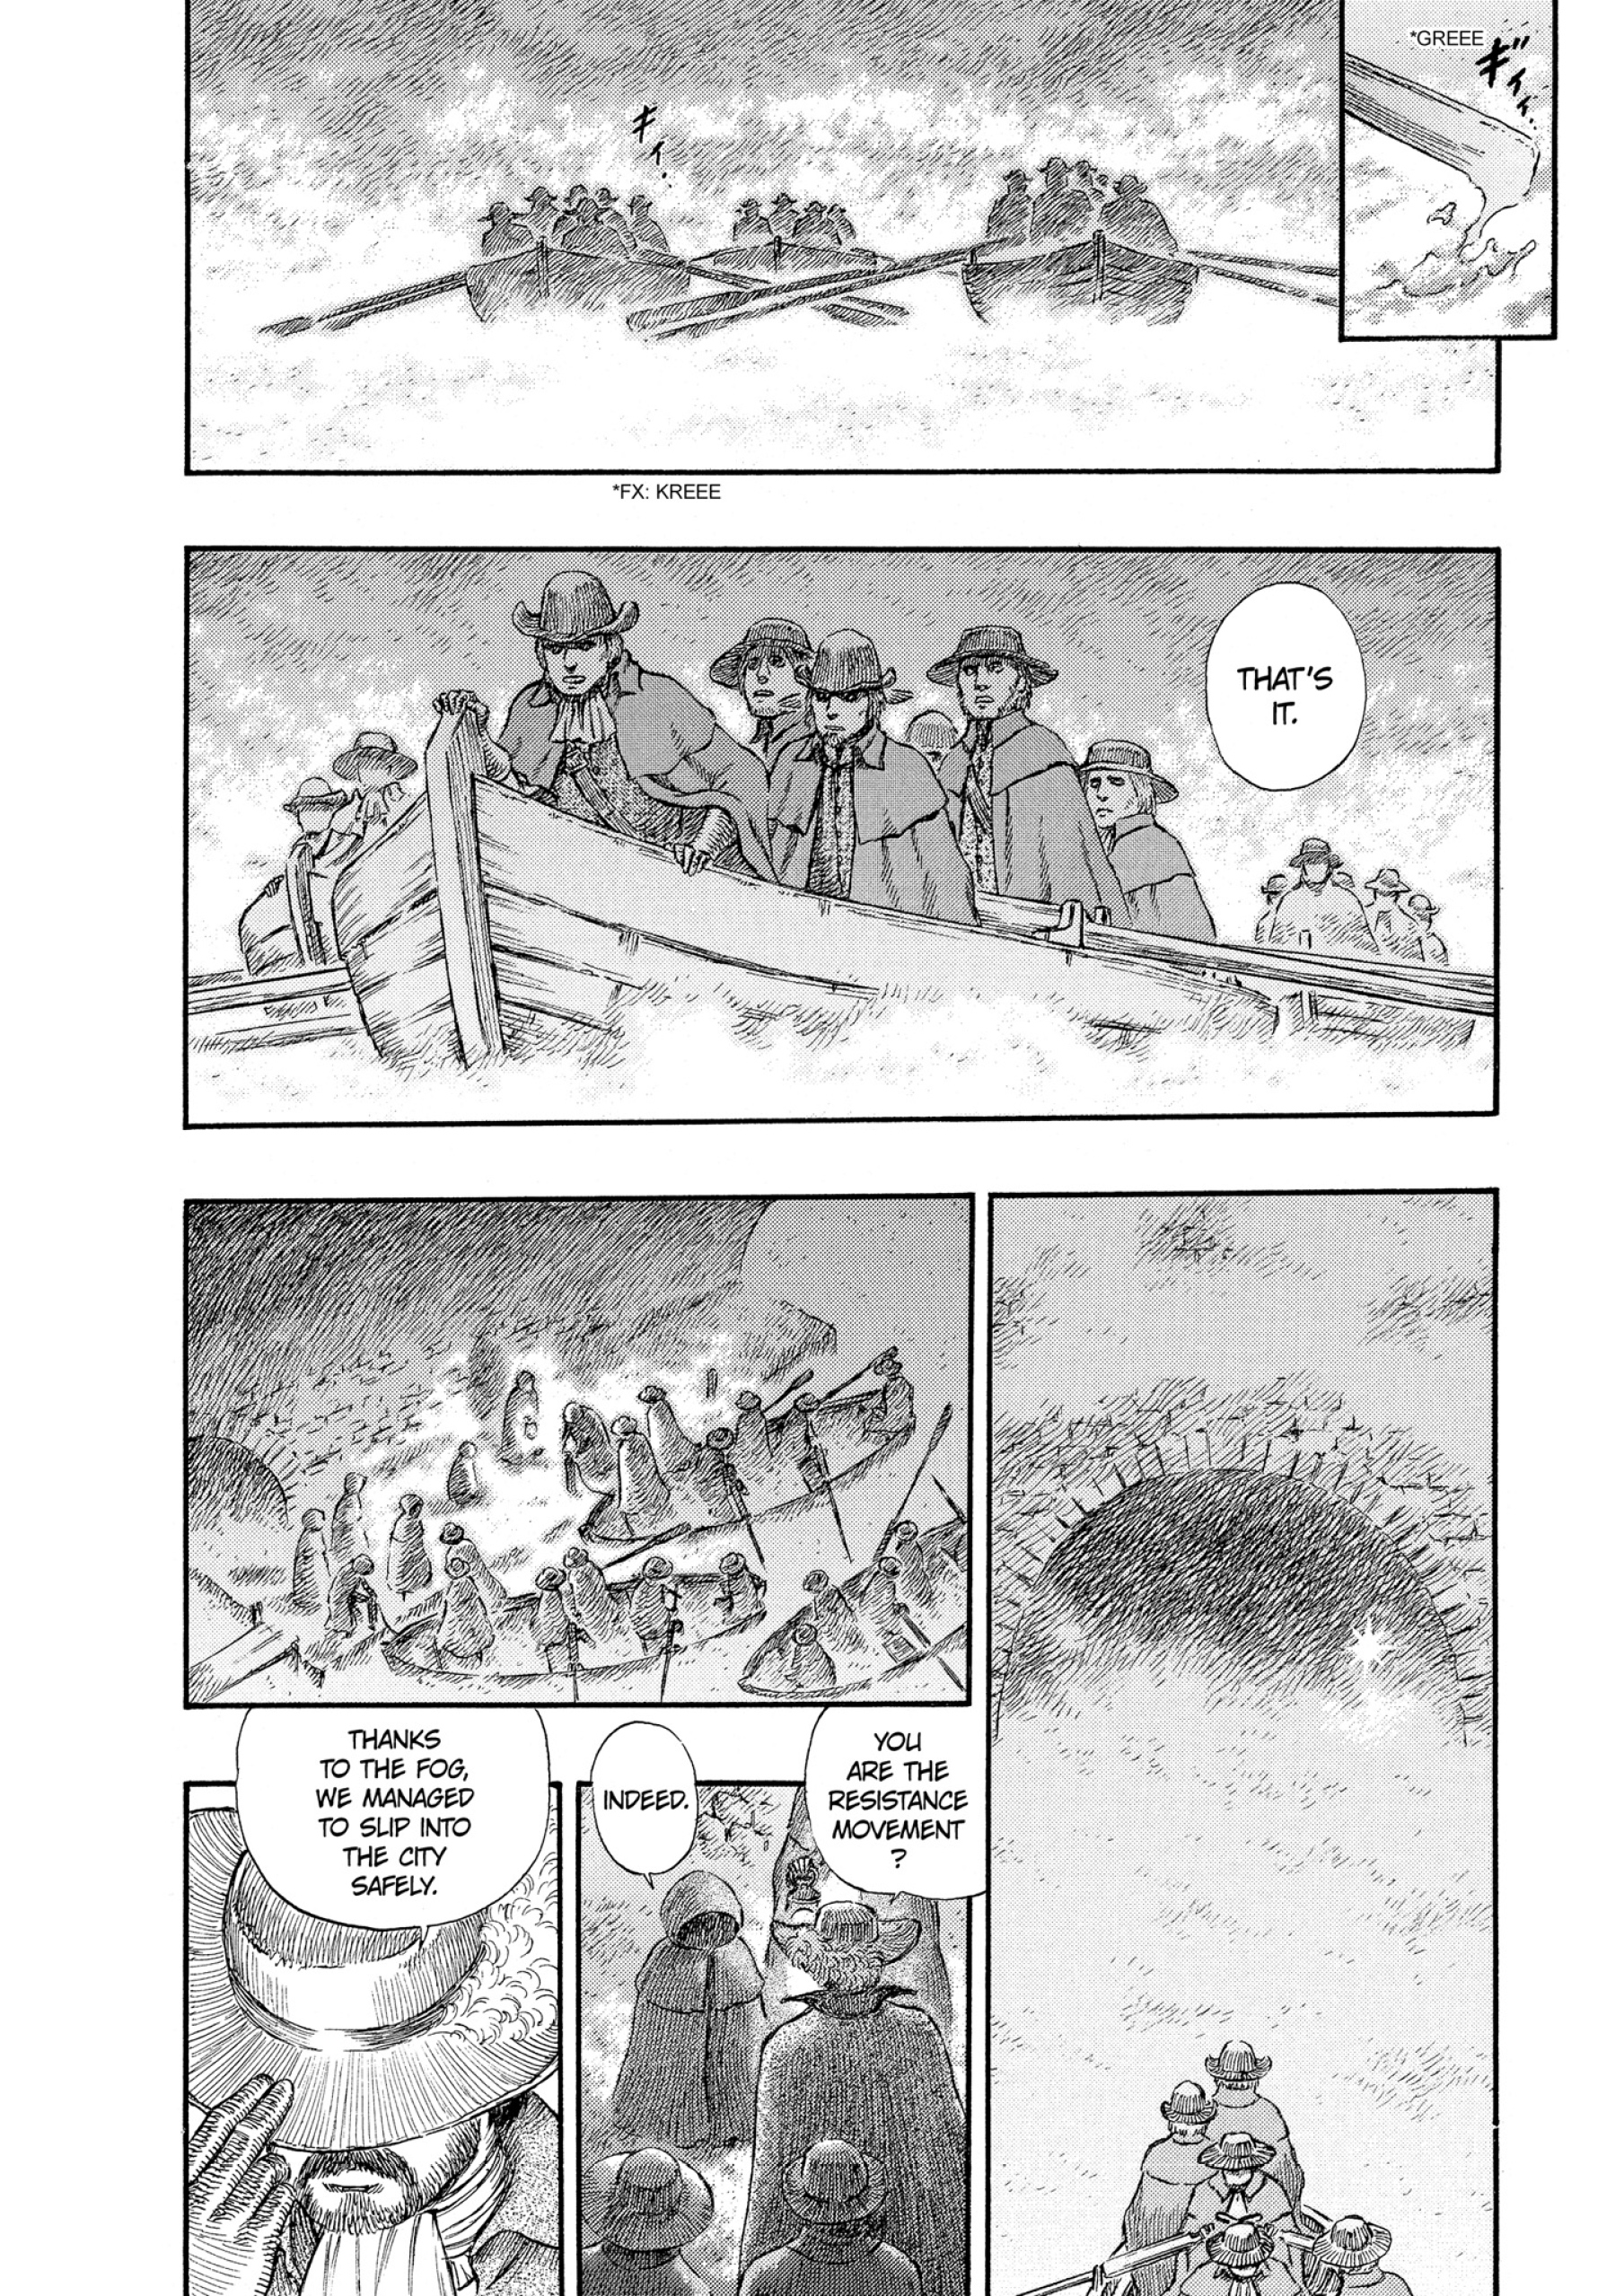 *GREEE
ギィィ..
ギィ..
*FX: KREEE
THAT'S
IT.
YOU
ARE THE
RESISTANCE
MOVEMENT
?
INDEED.
THANKS
TO THE FOG,
WE MANAGED
TO SLIP INTO
THE CITY
SAFELY.